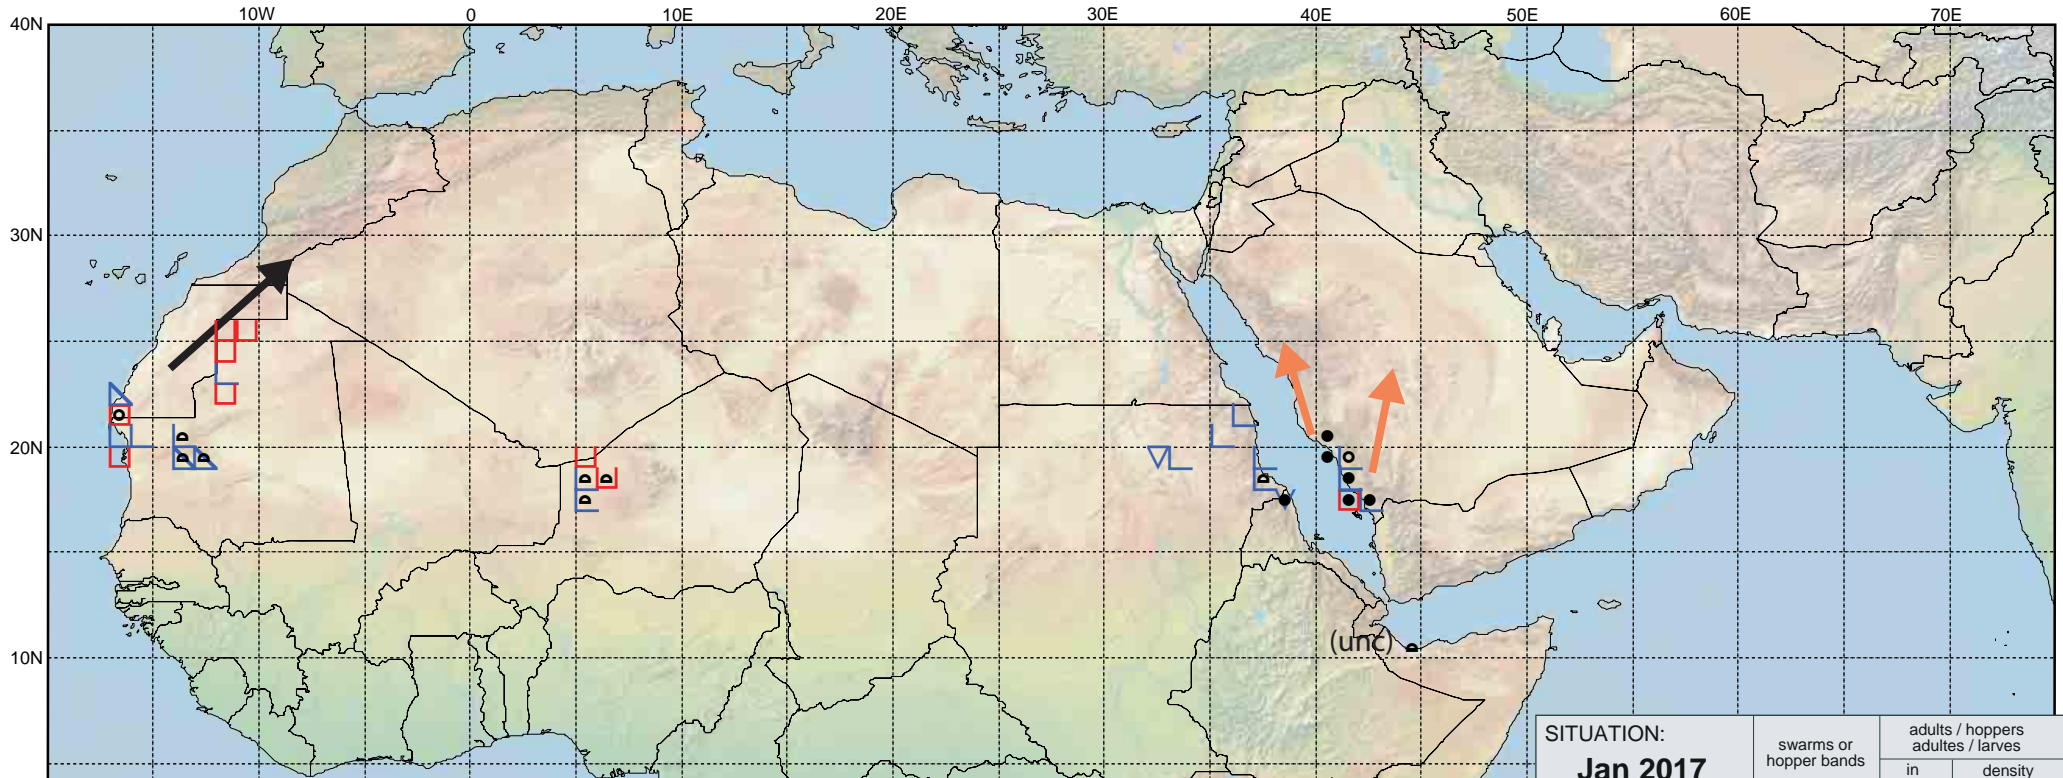 10W 0 10E 20E 30E 40E 50E 60E 70E
40N
30N
20N
10N
D
D D
D D
D
D
(unc)
SITUATION:
Jan 2017
swarms or
hopper bands
adults / hoppers
adultes / larves
in density